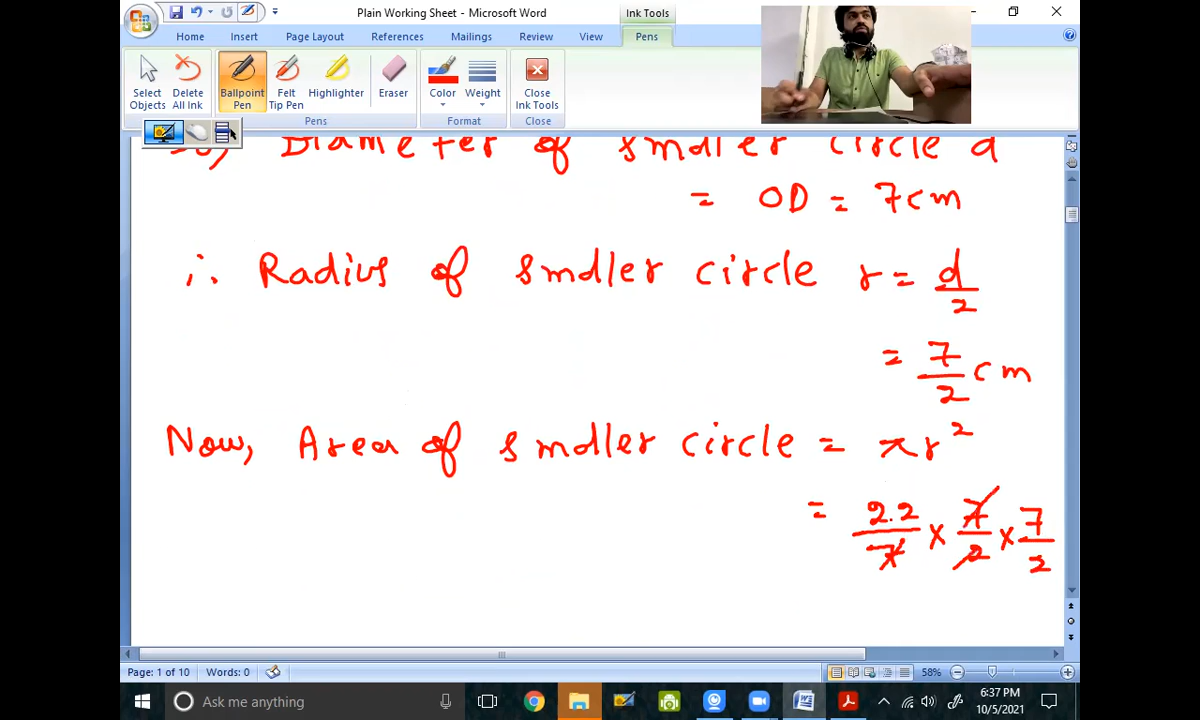 Plain Working Sheet - Microsoft Word
Ink Tools
Home Insert Page Layout References Mailings Review View Pens
Select Objects
Delete All Ink
Ballpoint Pen
Felt Tip Pen
Highlighter
Eraser
Color
Weight
Close Ink Tools
Pens
Format
Close
So, Diameter of smaller circle d
= OD = 7cm
∴ Radius of smaller circle r = d/2
= 7/2 cm
Now, Area of smaller circle = πr²
= 22/7 × 7/2 × 7/2
Page: 1 of 10 Words: 0 58%
Ask me anything
6:37 PM
10/5/2021